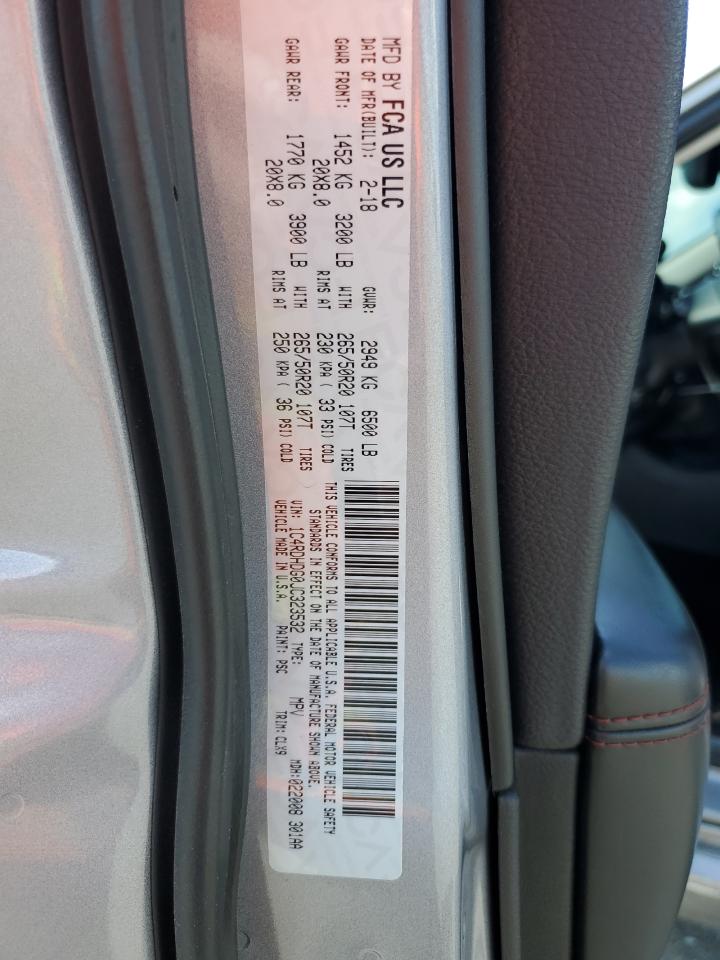 MFD BY FCA US LLC
DATE OF MFR(BUILT): 2-18 GVWR: 2949 KG 6500 LB
GAWR FRONT: 1452 KG 3200 LB WITH 265/50R20 107T TIRES
20X8.0 RIMS AT 230 KPA ( 33 PSI) COLD
GAWR REAR: 1770 KG 3900 LB WITH 265/50R20 107T TIRES
20X8.0 RIMS AT 250 KPA ( 36 PSI) COLD
THIS VEHICLE CONFORMS TO ALL APPLICABLE U.S.A. FEDERAL MOTOR VEHICLE SAFETY
STANDARDS IN EFFECT ON THE DATE OF MANUFACTURE SHOWN ABOVE.
VIN: 1C4RDHDG0JC323532 TYPE: MPV MDH:022008 301AA
VEHICLE MADE IN U.S.A. PAINT: PSC TRIM:CLX9